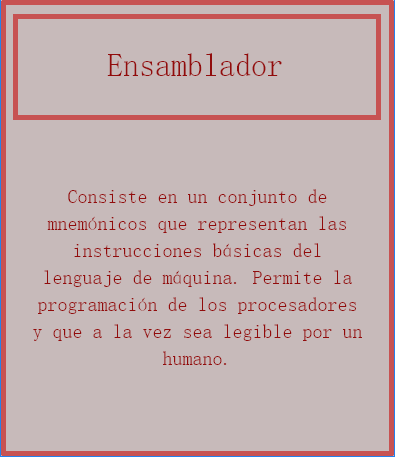 Ensamblador
Consiste en un conjunto de
mnemónicos que representan las
instrucciones básicas del
lenguaje de máquina. Permite la
programación de los procesadores
y que a la vez sea legible por un
humano.